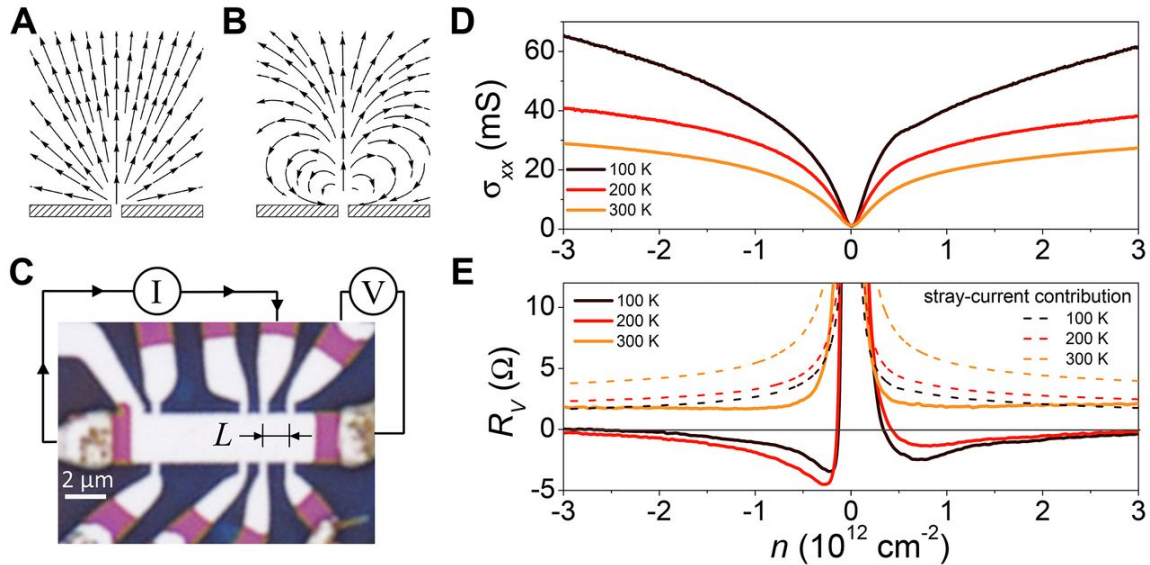 A
B
C
I
V
L
2 μm
D
σxx (mS)
60
40
20
0
100 K
200 K
300 K
-3 -2 -1 0 1 2 3
E
RV (Ω)
10
5
0
-5
100 K
200 K
300 K
stray-current contribution
100 K
200 K
300 K
-3 -2 -1 0 1 2 3
n (10¹² cm⁻²)